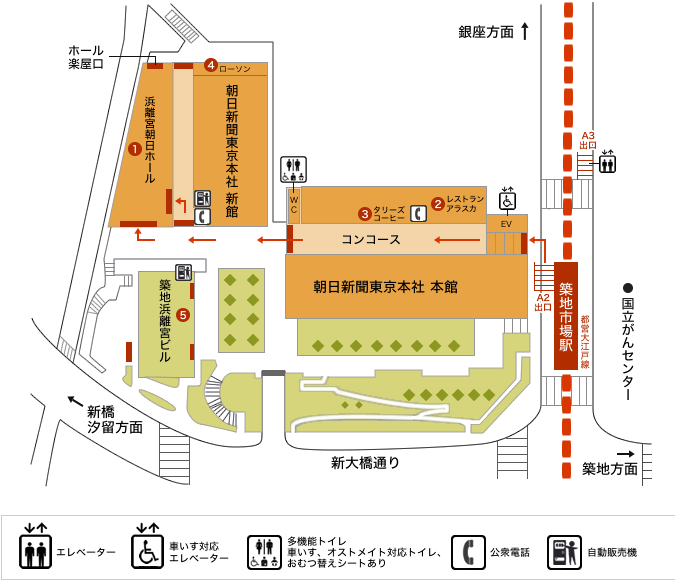 銀座方面
ホール
楽屋口
④ローソン
浜離宮朝日ホール
①
朝日新聞東京本社 新館
A3
出口
WC
③タリーズ
コーヒー
②レストラン
アラスカ
EV
コンコース
朝日新聞東京本社 本館
A2
出口
築地市場駅
都営大江戸線
国立がんセンター
築地浜離宮ビル
⑤
新橋
汐留方面
新大橋通り
築地方面
エレベーター
車いす対応
エレベーター
多機能トイレ
車いす、オストメイト対応トイレ、
おむつ替えシートあり
公衆電話
自動販売機